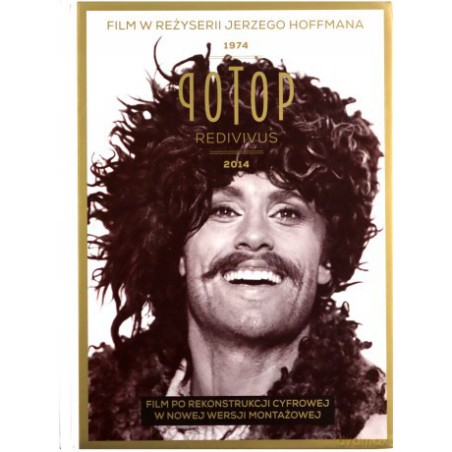 FILM W REŻYSERII JERZEGO HOFFMANA
1974
POTOP
REDIVIVUS
2014
FILM PO REKONSTRUKCJI CYFROWEJ
W NOWEJ WERSJI MONTAŻOWEJ